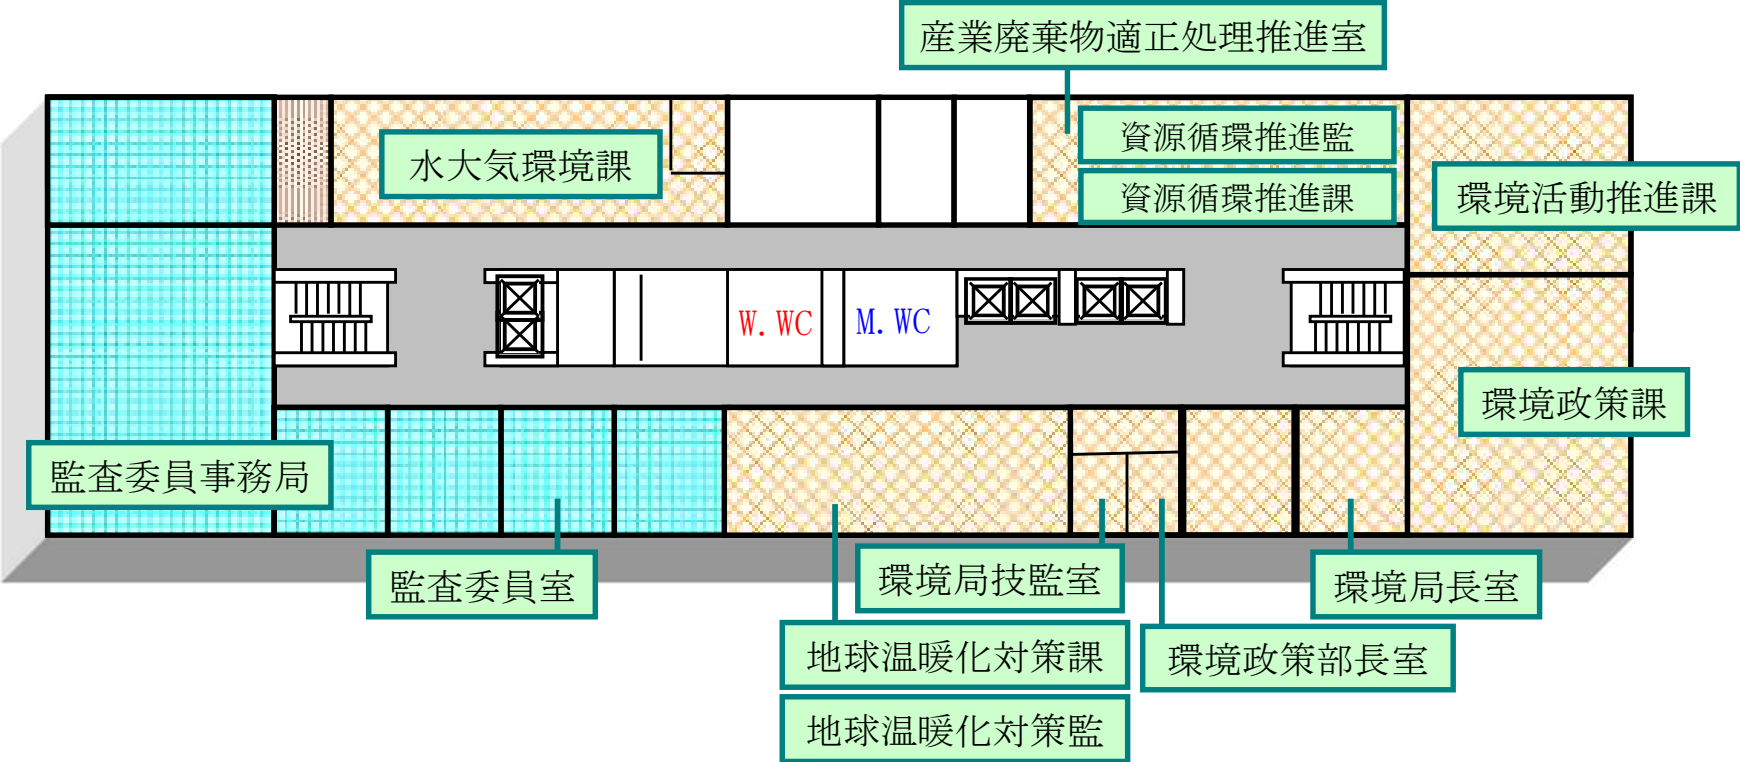 産業廃棄物適正処理推進室
資源循環推進監
水大気環境課
資源循環推進課
環境活動推進課
W.WC
M.WC
環境政策課
監査委員事務局
監査委員室
環境局技監室
環境局長室
地球温暖化対策課
環境政策部長室
地球温暖化対策監